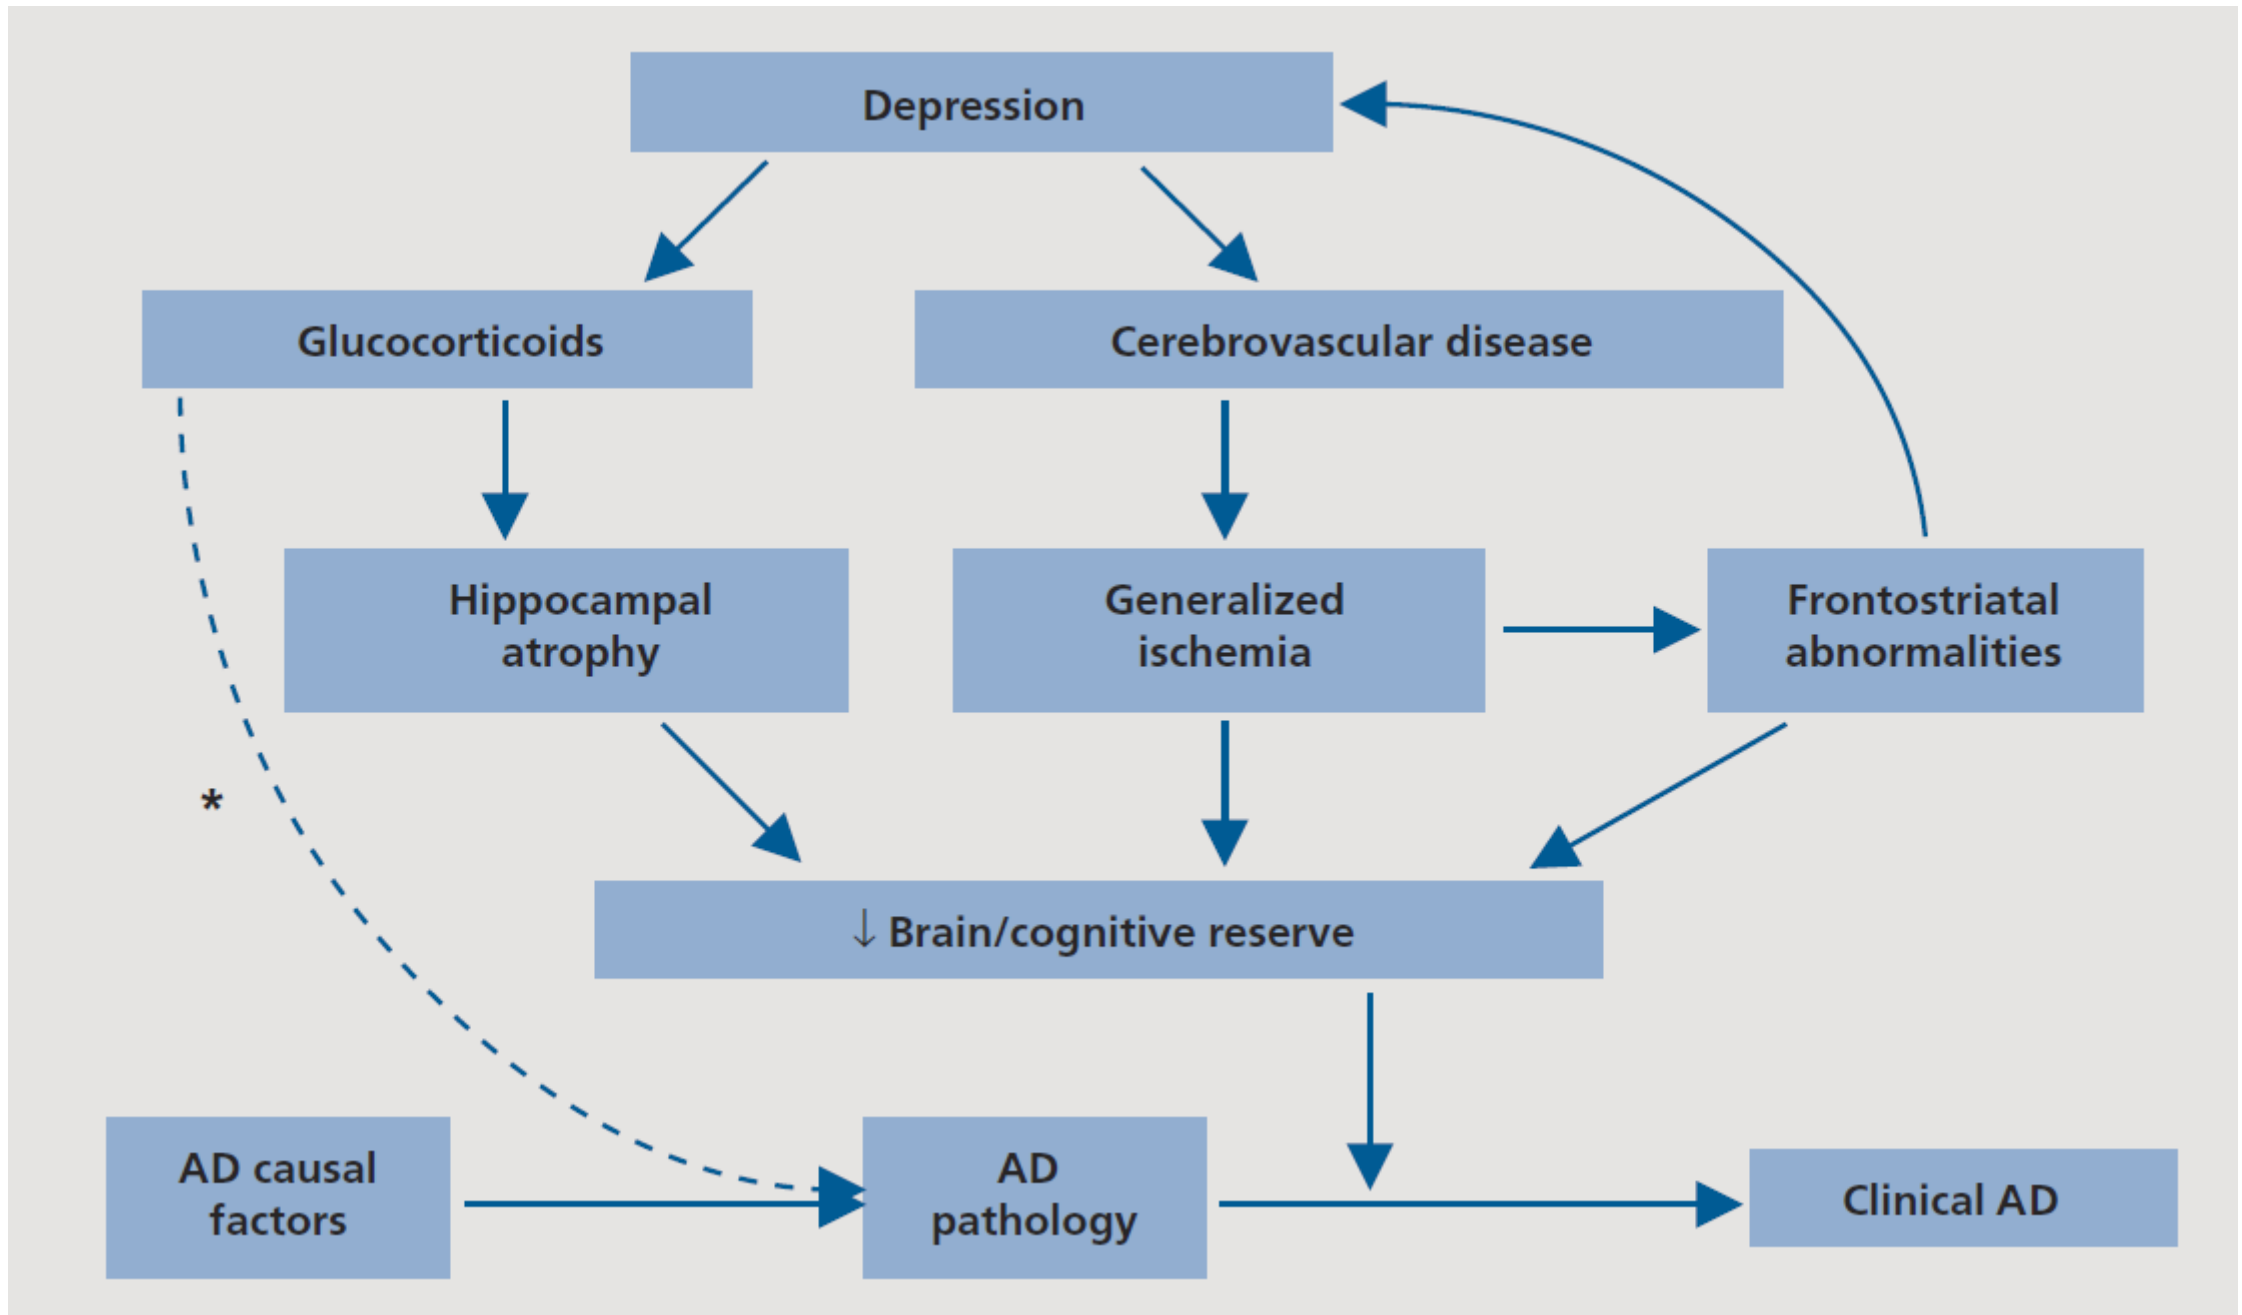 Depression
Glucocorticoids
Cerebrovascular disease
Hippocampal
atrophy
Generalized
ischemia
Frontostriatal
abnormalities
*
↓ Brain/cognitive reserve
AD causal
factors
AD
pathology
Clinical AD